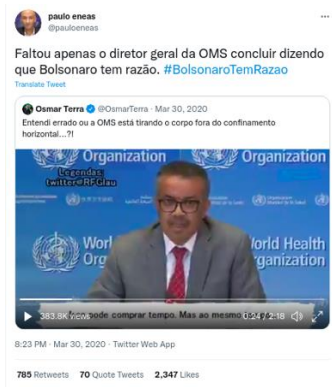 paulo eneas
@pauloeneas
Faltou apenas o diretor geral da OMS concluir dizendo
que Bolsonaro tem razão. #BolsonaroTemRazao
Translate Tweet
Osmar Terra @OsmarTerra · Mar 30, 2020
Entendi errado ou a OMS está tirando o corpo fora do confinamento
horizontal...?!
Organization
Organization
Legendas:
twitter@RFGlau
World Health
Organization
pode comprar tempo. Mas ao mesmo
383.8K views
0:24 / 2:18
8:23 PM · Mar 30, 2020 · Twitter Web App
785 Retweets 70 Quote Tweets 2,347 Likes